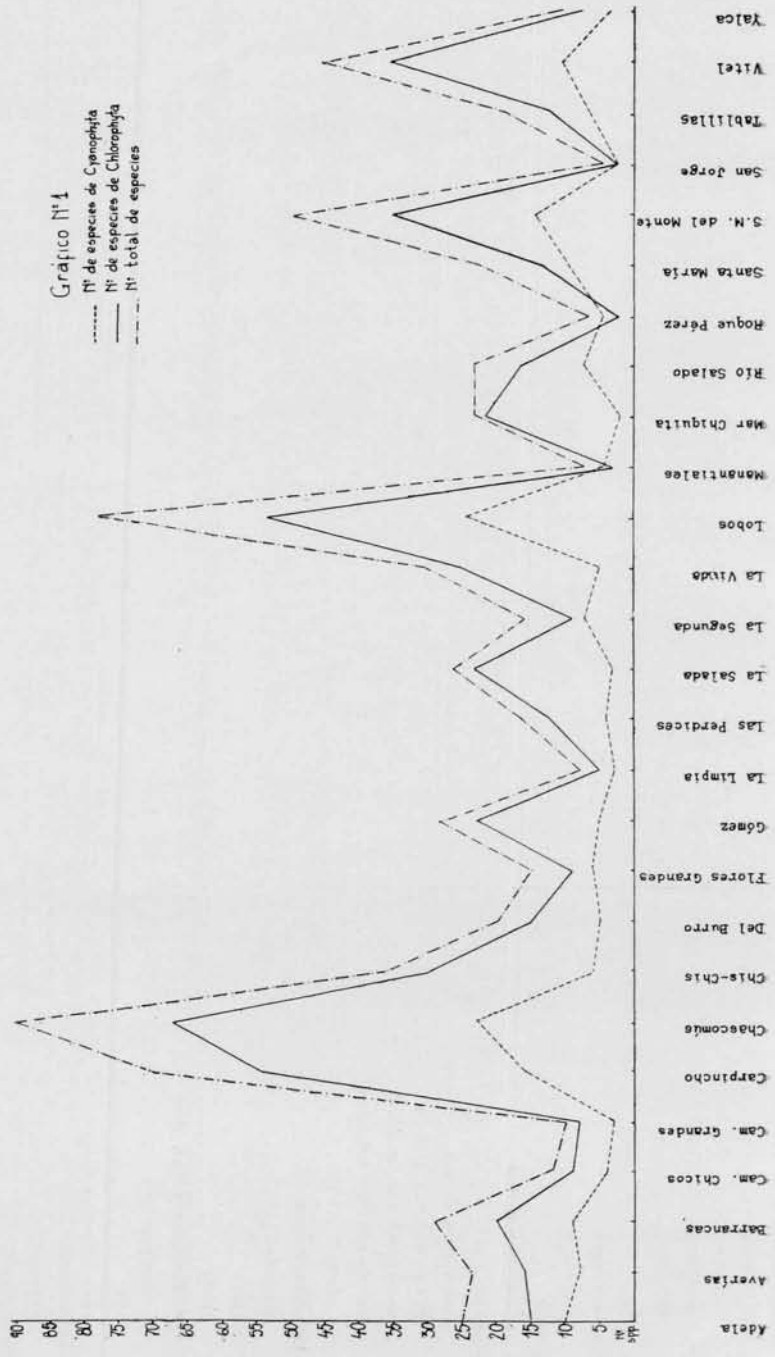 Gráfico Nº1
Nº de especies de Cyanophyta
Nº de especies de Chlorophyta
Nº total de especies
90
85
80
75
70
65
60
55
50
45
40
35
30
25
20
15
10
5
Nº
spp
Adela
Averías
Barrancas
Cam. Chicos
Cam. Grandes
Carpincho
Chascomús
Chis-Chis
Del Burro
Flores Grandes
Gómez
La Limpia
Las Perdices
La Salada
La Segunda
La Viuda
Lobos
Manantiales
Mar Chiquita
Río Salado
Roque Pérez
Santa María
S.M. del Monte
San Jorge
Tablillas
Vitel
Yalca